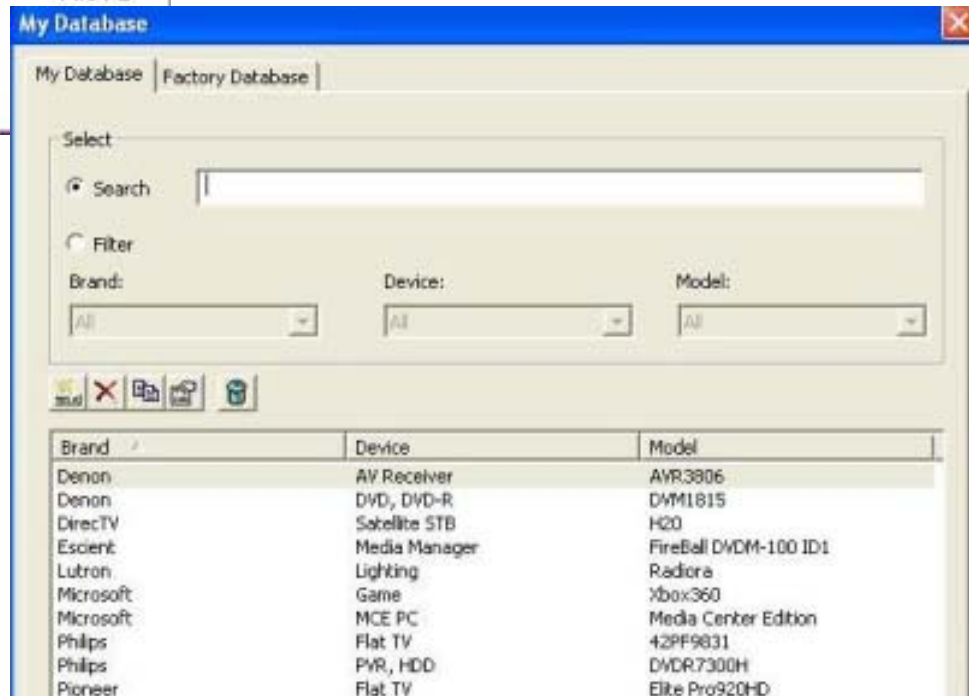 My Database
My Database Factory Database
Select
Search
Filter
Brand: Device: Model:
All All All
Brand Device Model
Denon AV Receiver AVR3806
Denon DVD, DVD-R DVM1815
DirecTV Satellite STB H20
Escient Media Manager FireBall DVDM-100 ID1
Lutron Lighting Radiora
Microsoft Game Xbox360
Microsoft MCE PC Media Center Edition
Philips Flat TV 42PF9831
Philips PVR, HDD DVDR7300H
Pioneer Flat TV Elite Pro920HD